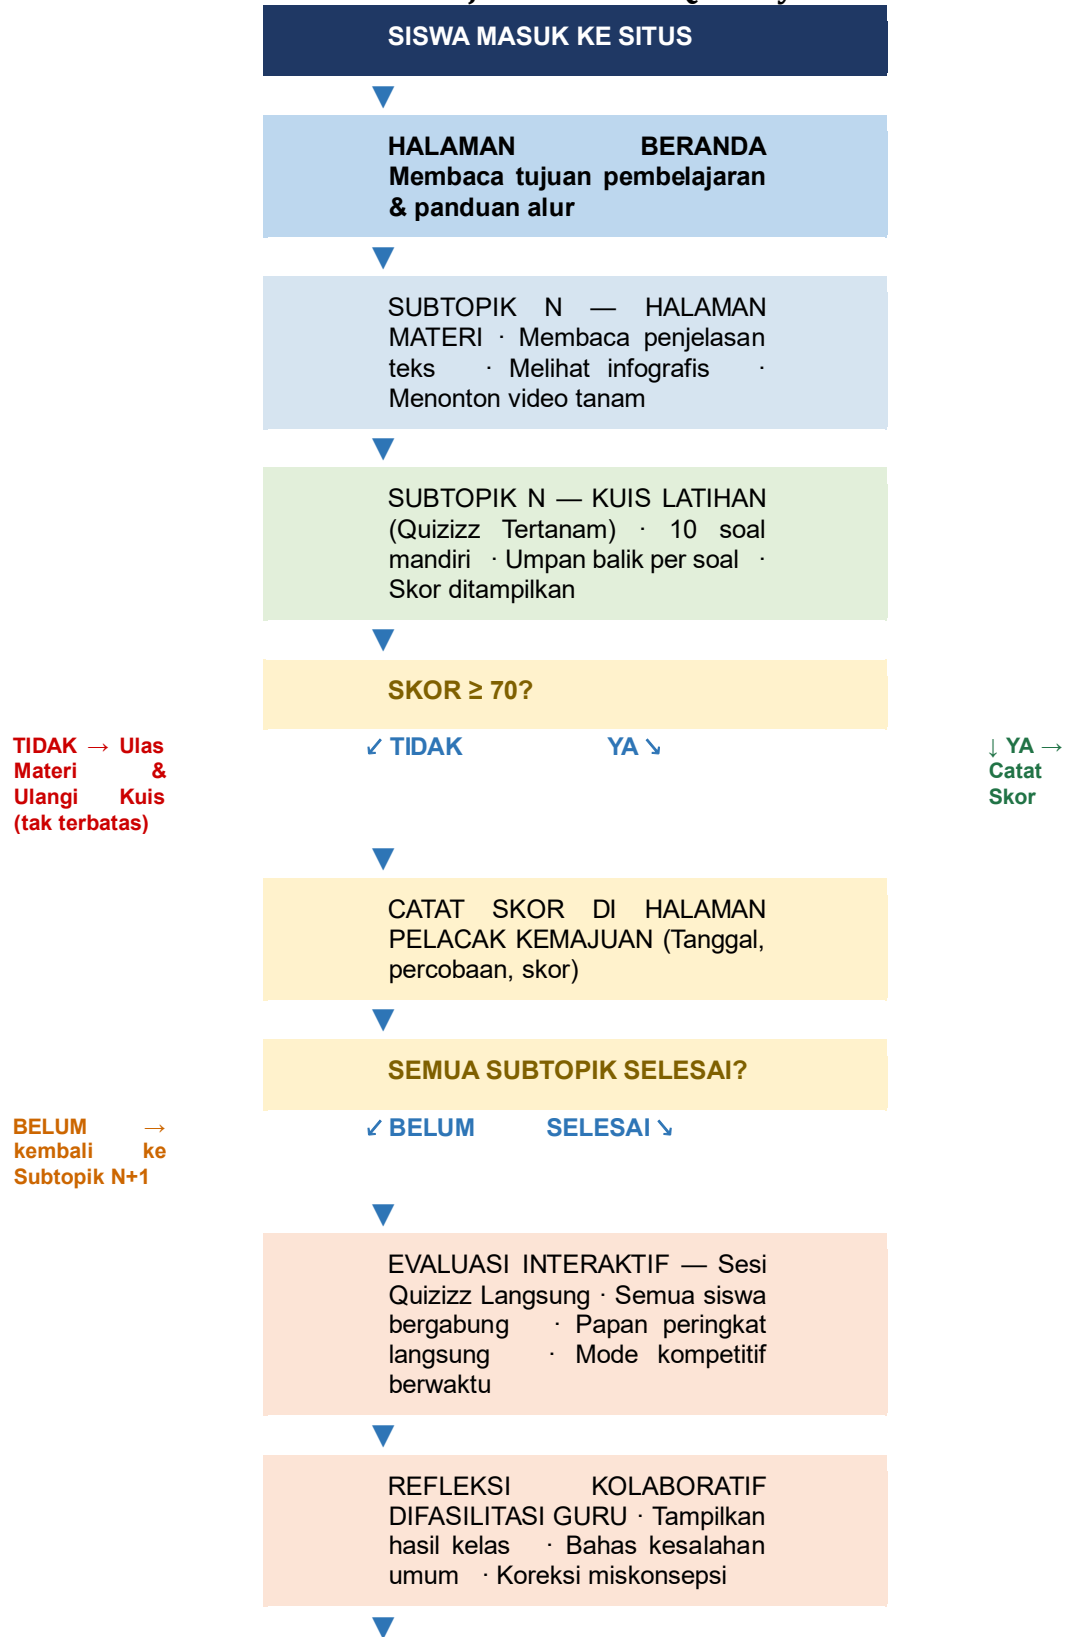 SISWA MASUK KE SITUS
▼
HALAMAN BERANDA
Membaca tujuan pembelajaran
& panduan alur
▼
SUBTOPIK N — HALAMAN
MATERI · Membaca penjelasan
teks · Melihat infografis ·
Menonton video tanam
▼
SUBTOPIK N — KUIS LATIHAN
(Quizizz Tertanam) · 10 soal
mandiri · Umpan balik per soal ·
Skor ditampilkan
▼
SKOR ≥ 70?
TIDAK → Ulas
Materi &
Ulangi Kuis
(tak terbatas)
↙ TIDAK YA ↘
↓ YA →
Catat
Skor
▼
CATAT SKOR DI HALAMAN
PELACAK KEMAJUAN (Tanggal,
percobaan, skor)
▼
SEMUA SUBTOPIK SELESAI?
BELUM →
kembali ke
Subtopik N+1
↙ BELUM SELESAI ↘
▼
EVALUASI INTERAKTIF — Sesi
Quizizz Langsung · Semua siswa
bergabung · Papan peringkat
langsung · Mode kompetitif
berwaktu
▼
REFLEKSI KOLABORATIF
DIFASILITASI GURU · Tampilkan
hasil kelas · Bahas kesalahan
umum · Koreksi miskonsepsi
▼